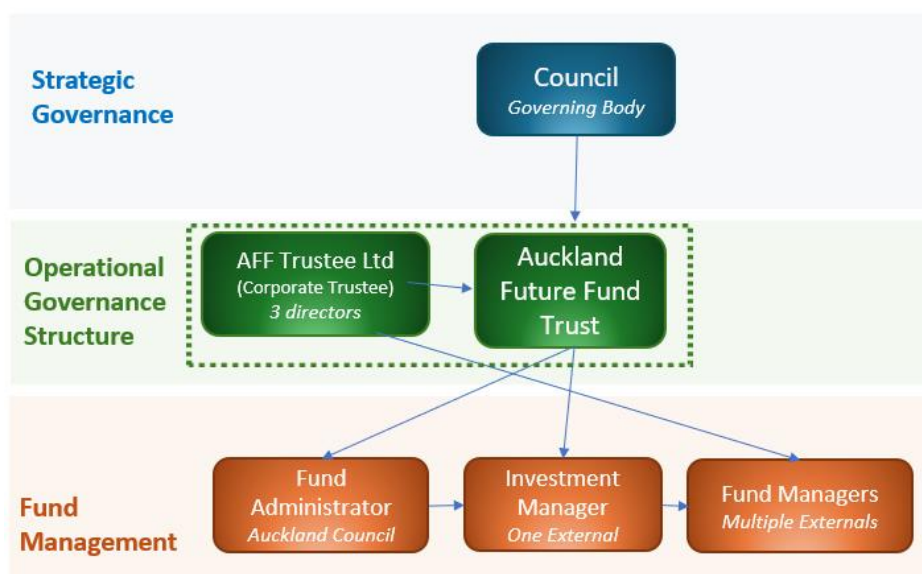 Strategic
Governance
Council
Governing Body
Operational
Governance
Structure
AFF Trustee Ltd
(Corporate Trustee)
3 directors
Auckland
Future Fund
Trust
Fund
Management
Fund
Administrator
Auckland Council
Investment
Manager
One External
Fund Managers
Multiple Externals